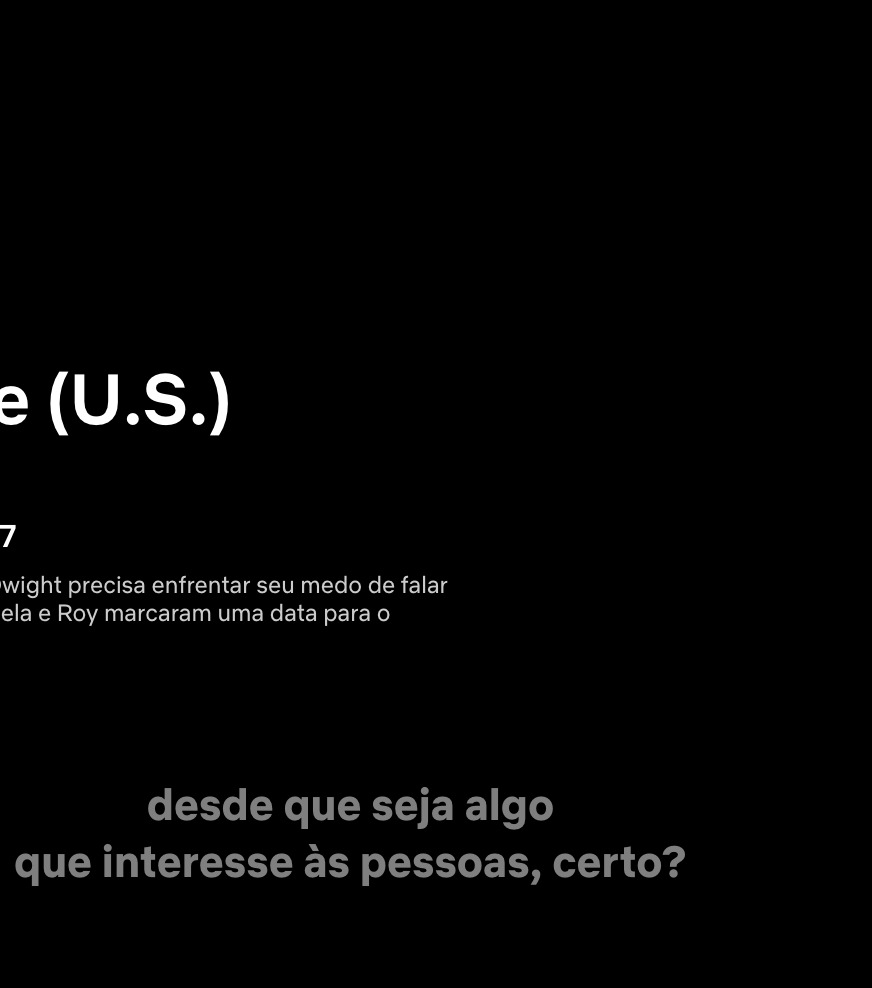 e (U.S.)
7
wight precisa enfrentar seu medo de falar
ela e Roy marcaram uma data para o
desde que seja algo
que interesse às pessoas, certo?